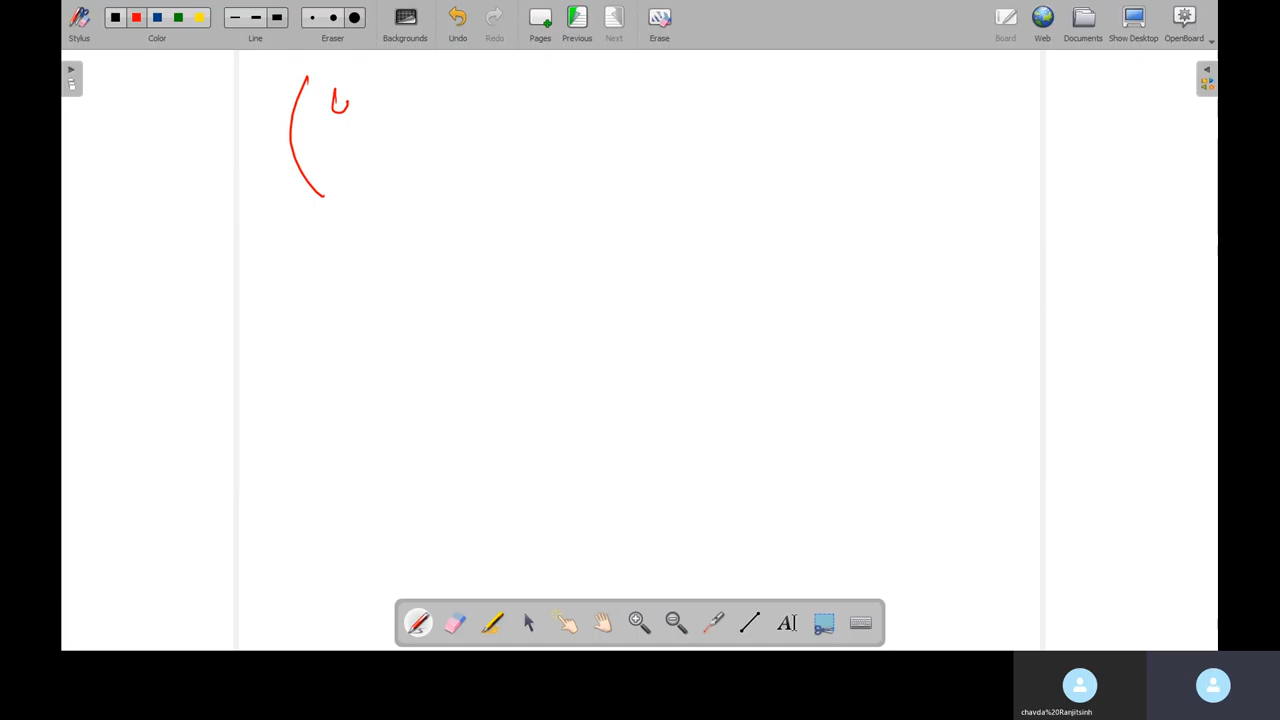 Stylus
Color
Line
Eraser
Backgrounds
Undo
Redo
Pages
Previous
Next
Erase
Board
Web
Documents
Show Desktop
OpenBoard
(
A
chavda%20Ranjitsinh